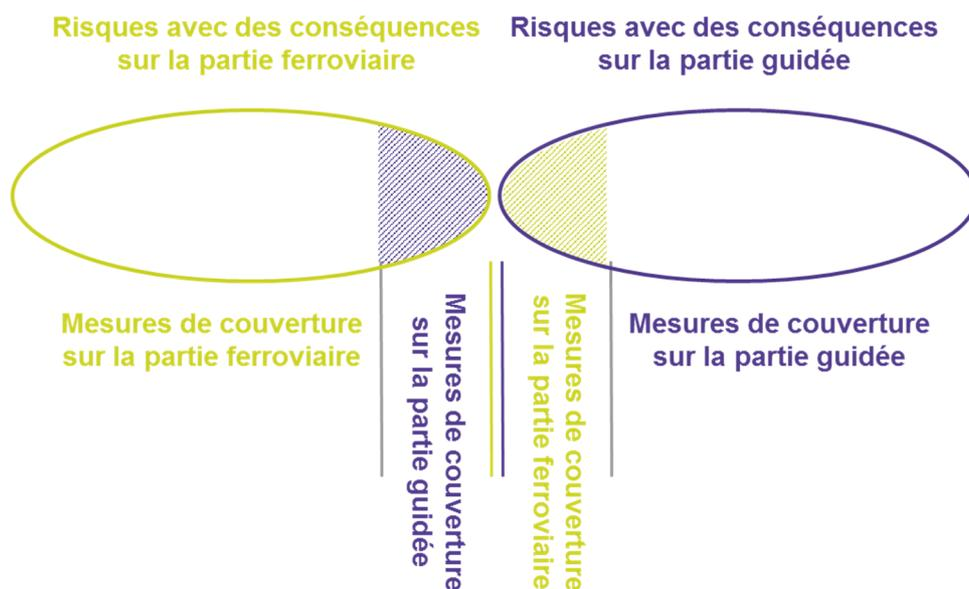 Risques avec des conséquences
sur la partie ferroviaire
Risques avec des conséquences
sur la partie guidée
Mesures de couverture
sur la partie ferroviaire
Mesures de couverture
sur la partie guidée
Mesures de couverture
sur la partie ferroviaire
Mesures de couverture
sur la partie guidée